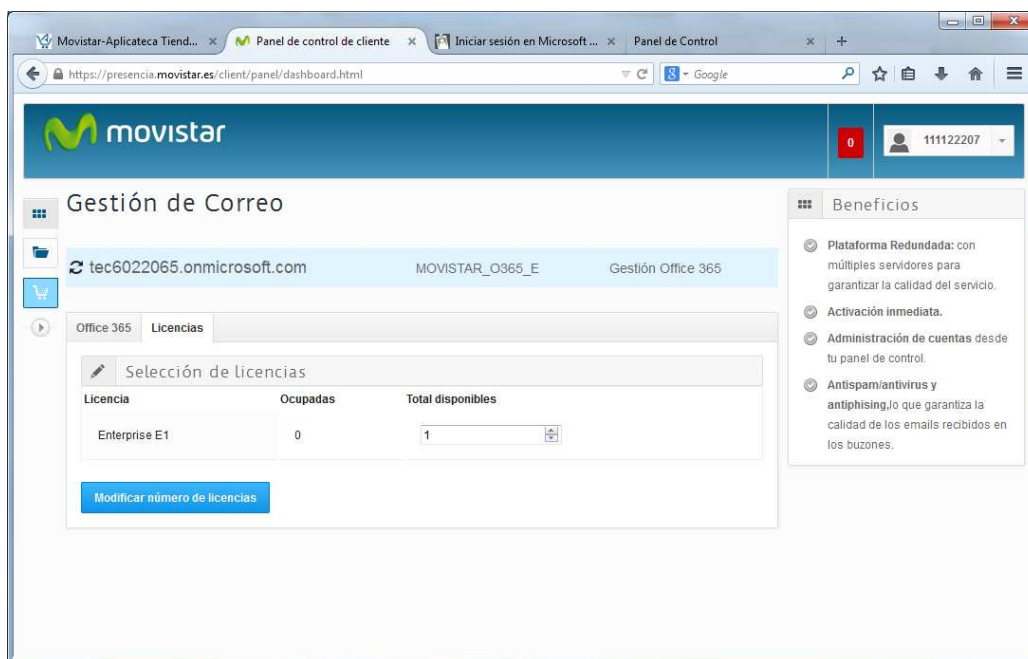 Movistar-Aplicateca Tiend...
Panel de control de cliente
Iniciar sesión en Microsoft ...
Panel de Control
https://presencia.movistar.es/client/panel/dashboard.html
8 Google
movistar
0
111122207
Gestión de Correo
tec6022065.onmicrosoft.com MOVISTAR_O365_E Gestión Office 365
Office 365 Licencias
Selección de licencias
Licencia Ocupadas Total disponibles
Enterprise E1 0 1
Modificar número de licencias
Beneficios
Plataforma Redundada: con
múltiples servidores para
garantizar la calidad del servicio.
Activación inmediata.
Administración de cuentas desde
tu panel de control.
Antispam/antivirus y
antiphising,lo que garantiza la
calidad de los emails recibidos en
los buzones.